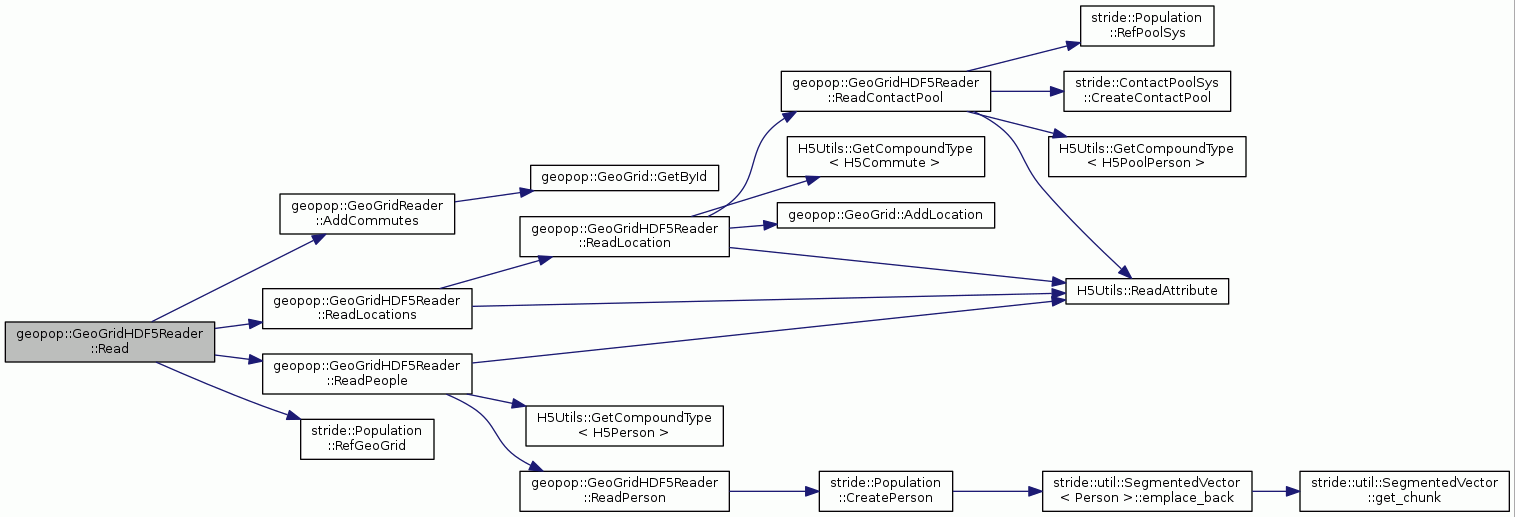 stride::Population
::RefPoolSys
geopop::GeoGridHDF5Reader
::ReadContactPool
stride::ContactPoolSys
::CreateContactPool
H5Utils::GetCompoundType
< H5Commute >
H5Utils::GetCompoundType
< H5PoolPerson >
geopop::GeoGrid::GetById
geopop::GeoGridReader
::AddCommutes
geopop::GeoGrid::AddLocation
geopop::GeoGridHDF5Reader
::ReadLocation
H5Utils::ReadAttribute
geopop::GeoGridHDF5Reader
::ReadLocations
geopop::GeoGridHDF5Reader
::Read
geopop::GeoGridHDF5Reader
::ReadPeople
H5Utils::GetCompoundType
< H5Person >
stride::Population
::RefGeoGrid
geopop::GeoGridHDF5Reader
::ReadPerson
stride::Population
::CreatePerson
stride::util::SegmentedVector
< Person >::emplace_back
stride::util::SegmentedVector
::get_chunk